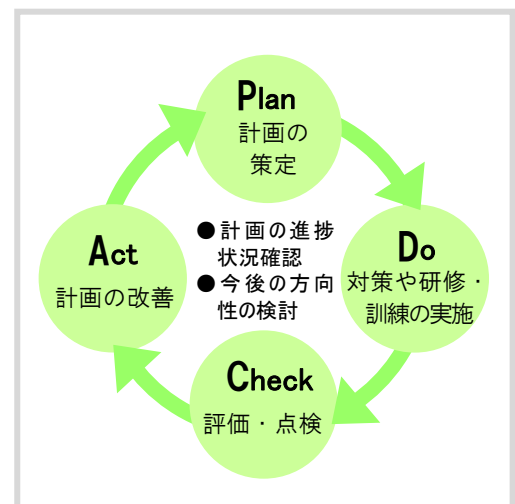 Plan
計画の
策定
●計画の進捗
状況確認
●今後の方向
性の検討
Do
対策や研修・
訓練の実施
Check
評価・点検
Act
計画の改善